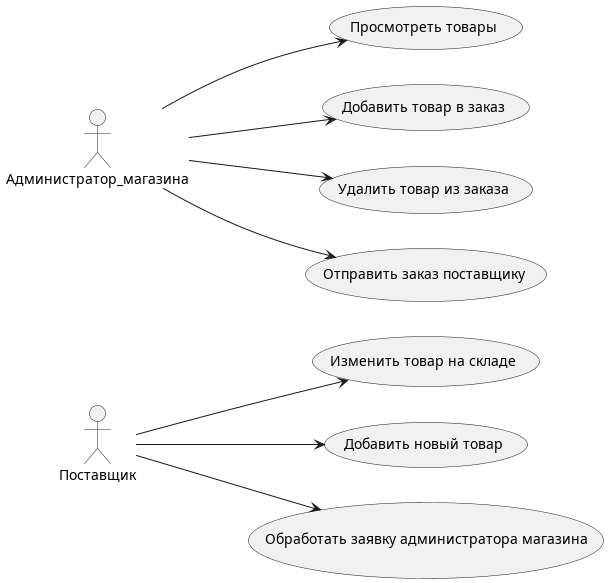 Просмотреть товары
Добавить товар в заказ
Администратор_магазина
Удалить товар из заказа
Отправить заказ поставщику
Изменить товар на складе
Добавить новый товар
Поставщик
Обработать заявку администратора магазина